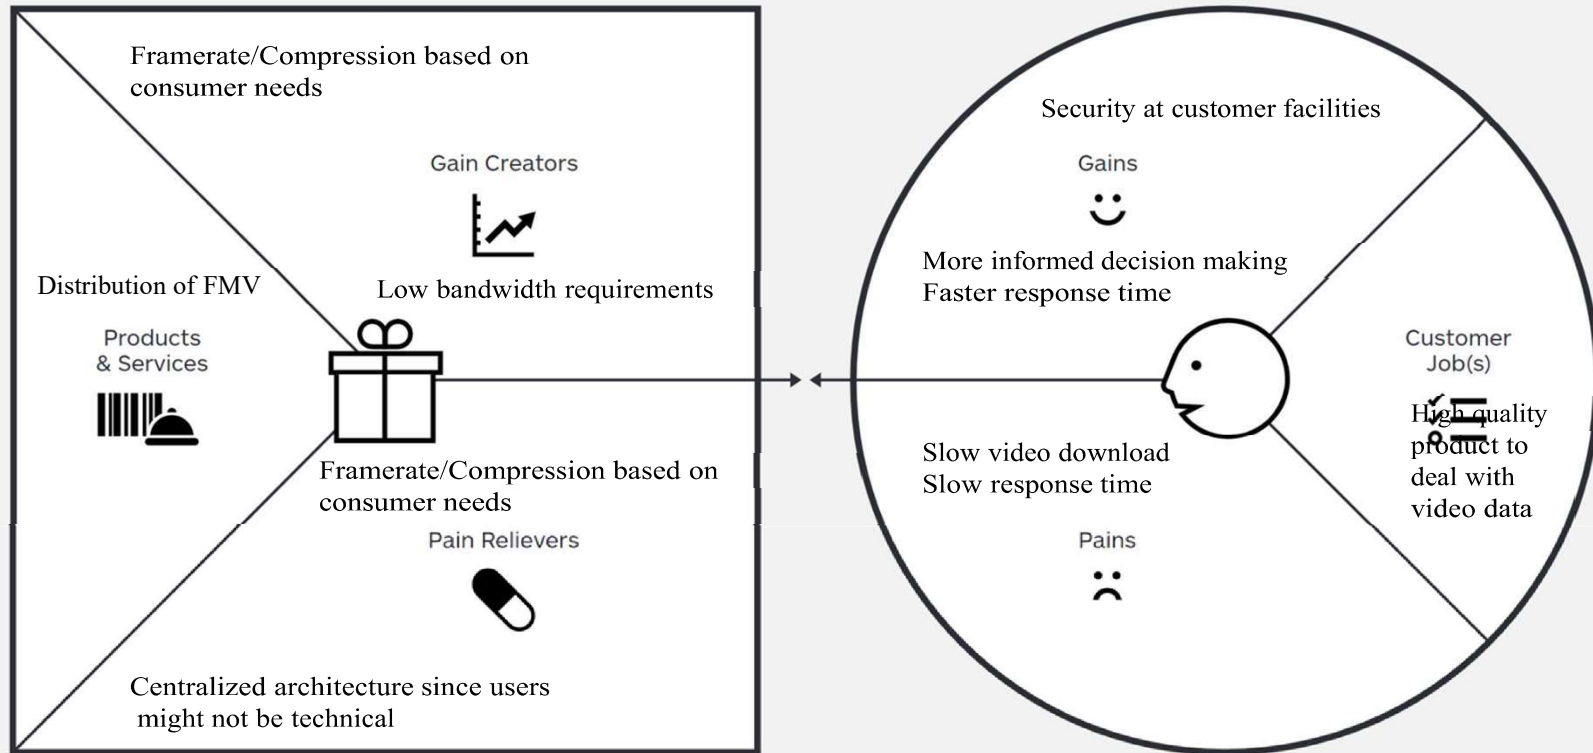 Framerate/Compression based on
consumer needs
Gain Creators
Low bandwidth requirements
Distribution of FMV
Products
& Services
Framerate/Compression based on
consumer needs
Pain Relievers
Centralized architecture since users
might not be technical
Security at customer facilities
Gains
More informed decision making
Faster response time
Customer
Job(s)
High quality
product to
deal with
video data
Slow video download
Slow response time
Pains